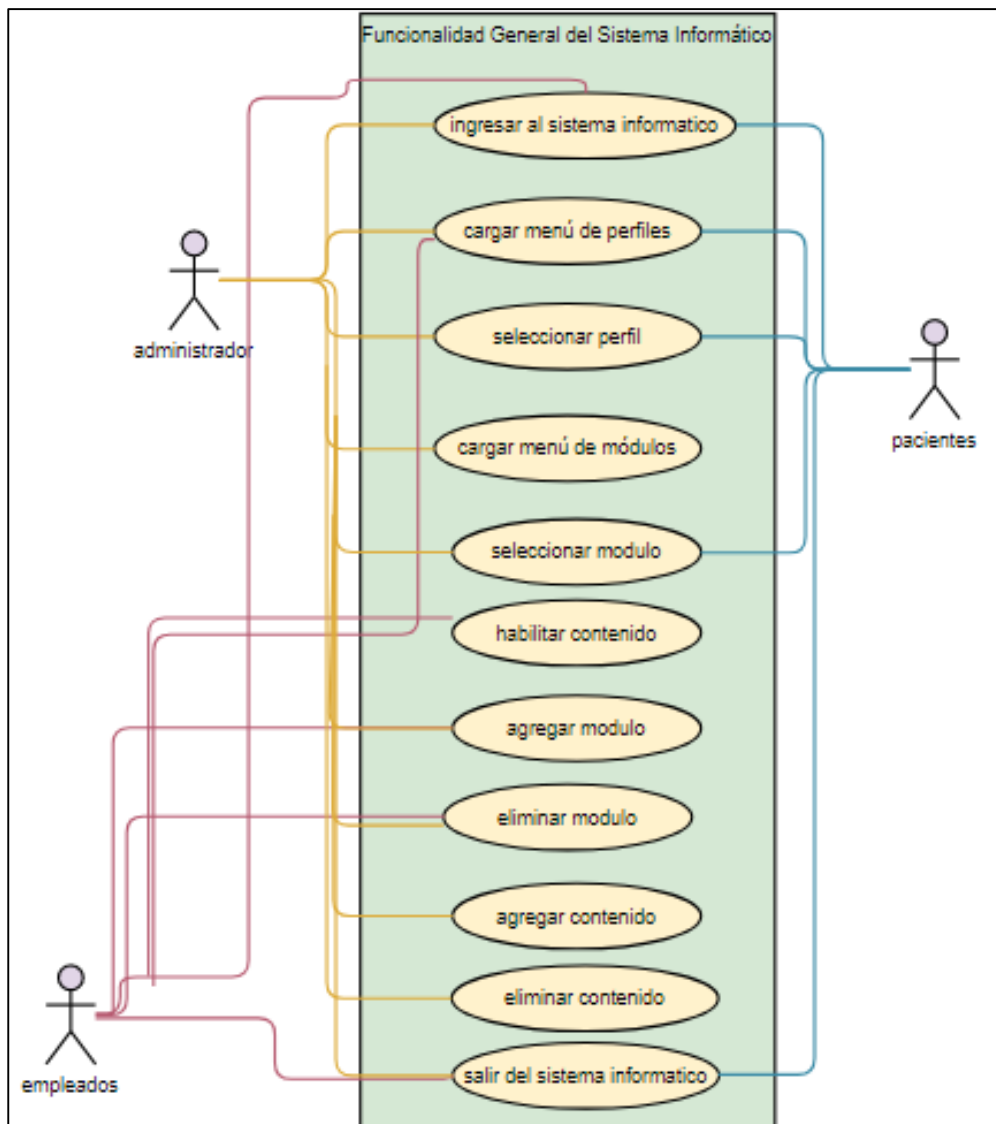 Funcionalidad General del Sistema Informático
ingresar al sistema informatico
cargar menú de perfiles
administrador
seleccionar perfil
pacientes
cargar menú de módulos
seleccionar modulo
habilitar contenido
agregar modulo
eliminar modulo
agregar contenido
eliminar contenido
salir del sistema informatico
empleados